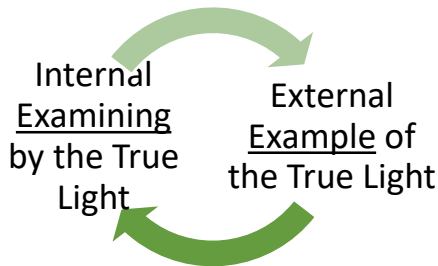 Internal
Examining
by the True
Light
External
Example of
the True Light